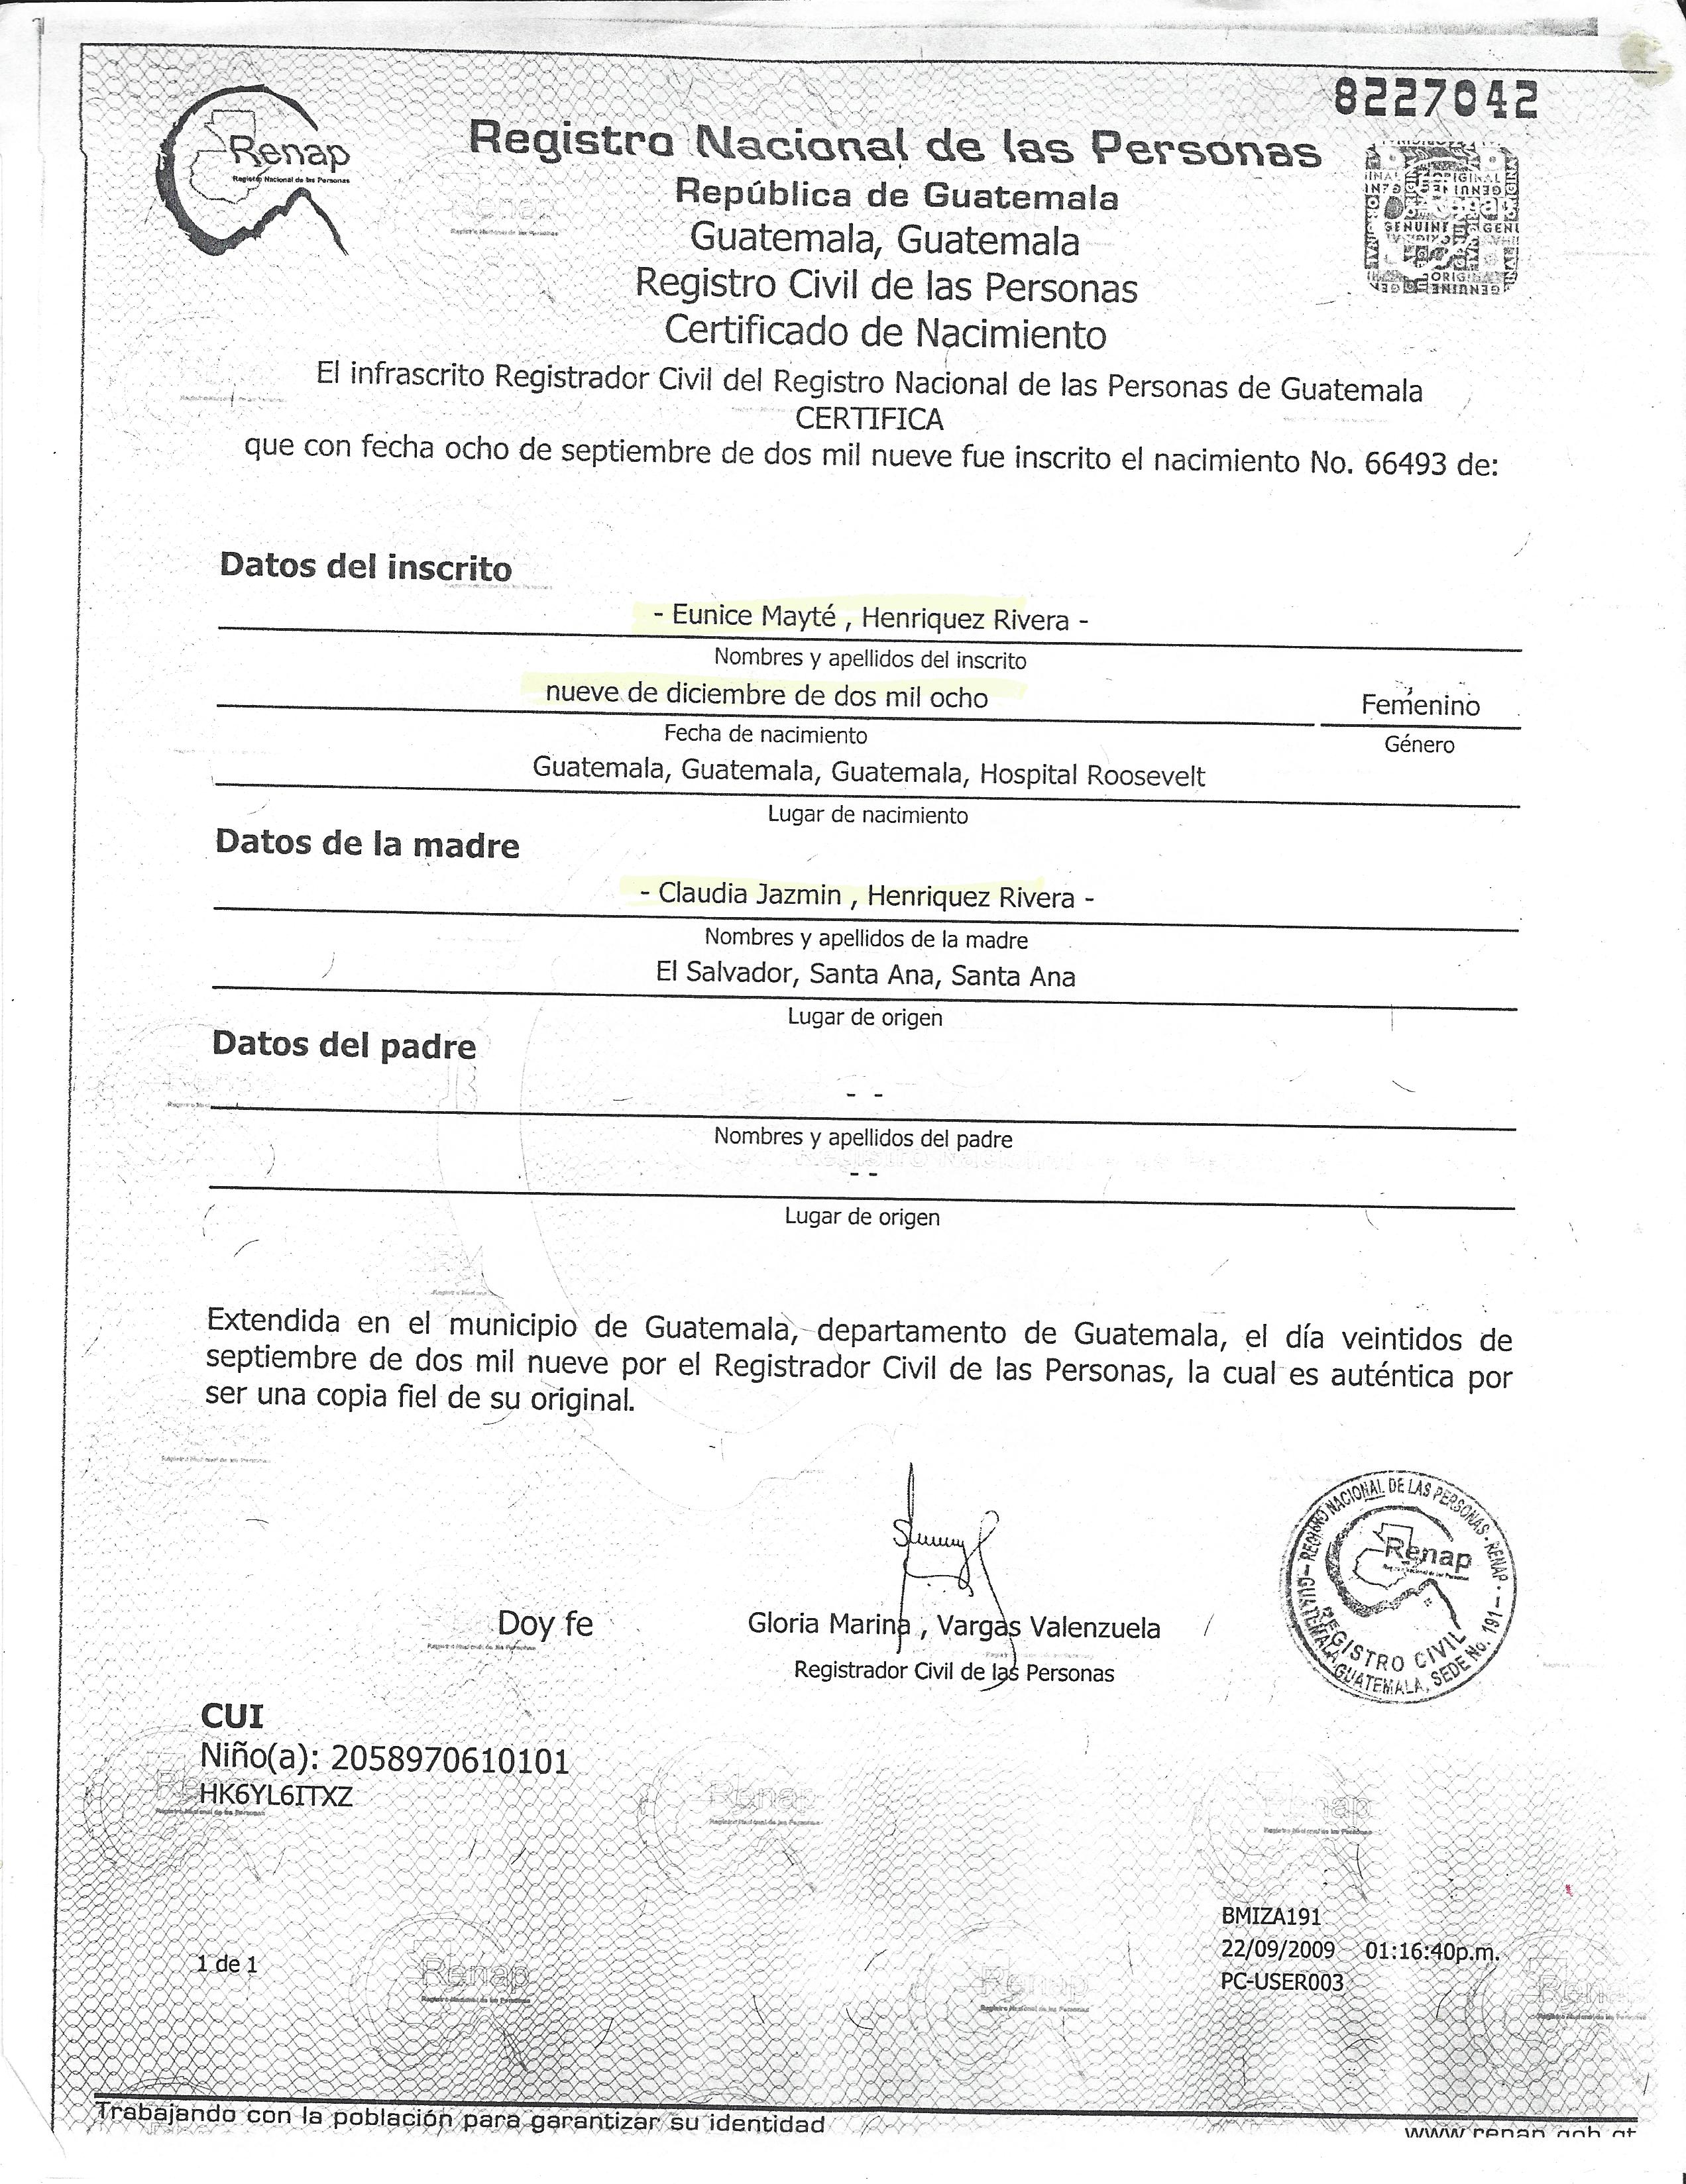 8227042
Renap
Registro Nacional de las Personas
Registro Nacional de las Personas
República de Guatemala
Guatemala, Guatemala
Registro Civil de las Personas
Certificado de Nacimiento
El infrascrito Registrador Civil del Registro Nacional de las Personas de Guatemala
CERTIFICA
que con fecha ocho de septiembre de dos mil nueve fue inscrito el nacimiento No. 66493 de:
Datos del inscrito
- Eunice Mayté , Henriquez Rivera -
Nombres y apellidos del inscrito
nueve de diciembre de dos mil ocho
Femenino
Fecha de nacimiento
Género
Guatemala, Guatemala, Guatemala, Hospital Roosevelt
Lugar de nacimiento
Datos de la madre
- Claudia Jazmin , Henriquez Rivera -
Nombres y apellidos de la madre
El Salvador, Santa Ana, Santa Ana
Lugar de origen
Datos del padre
- -
Nombres y apellidos del padre
- -
Lugar de origen
Extendida en el municipio de Guatemala, departamento de Guatemala, el día veintidos de
septiembre de dos mil nueve por el Registrador Civil de las Personas, la cual es auténtica por
ser una copia fiel de su original.
REGISTRO NACIONAL DE LAS PERSONAS - RENAP -
Renap
REGISTRO CIVIL
GUATEMALA, GUATEMALA, SEDE No. 191
Doy fe
Gloria Marina , Vargas Valenzuela
Registrador Civil de las Personas
CUI
Niño(a): 2058970610101
HK6YL6ITXZ
BMIZA191
1 de 1
22/09/2009 01:16:40p.m.
PC-USER003
Trabajando con la población para garantizar su identidad
www.renap.gob.gt